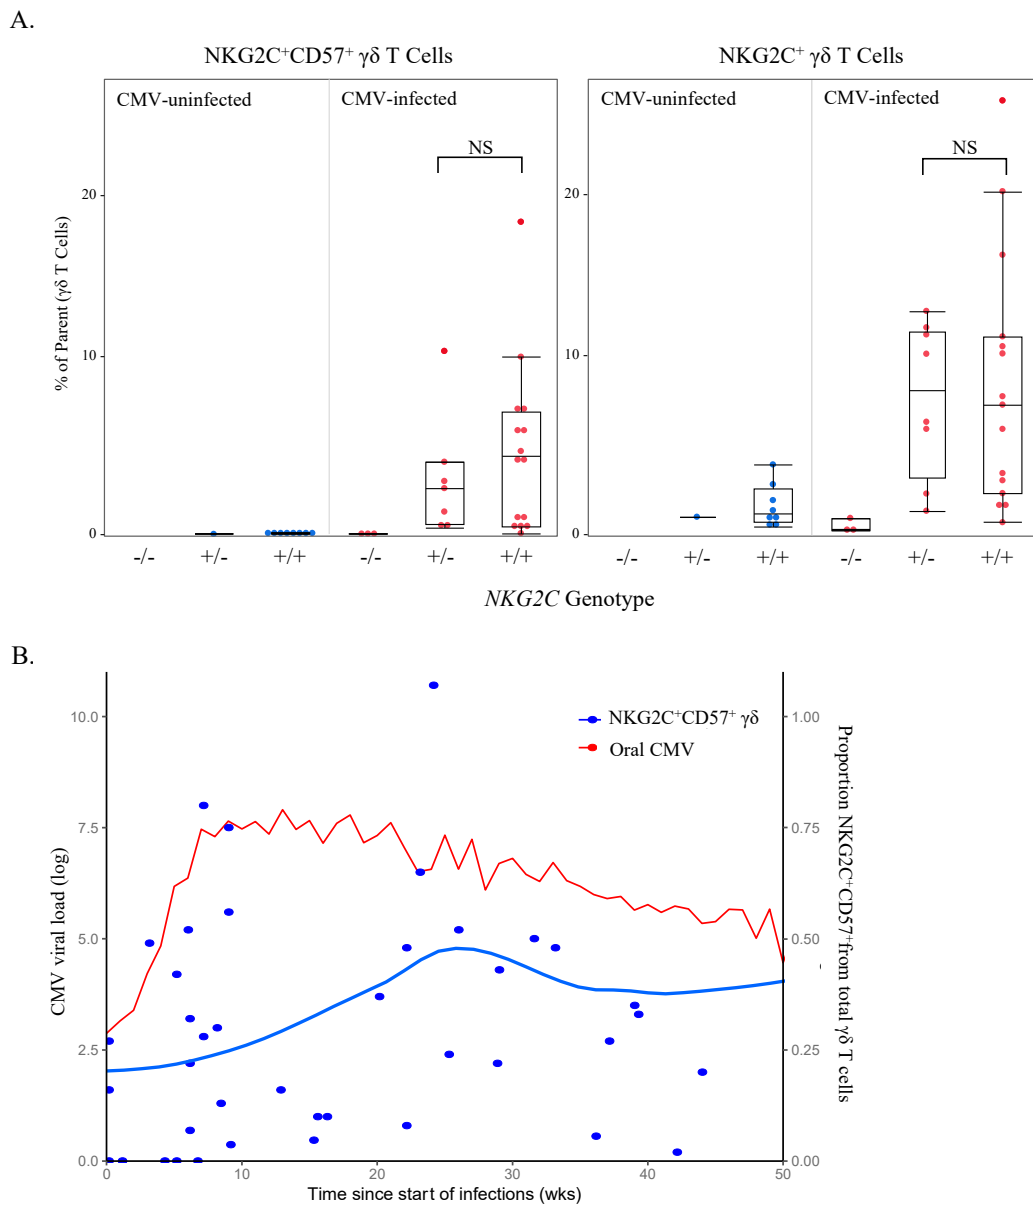 A.
NKG2C⁺CD57⁺ γδ T Cells
NKG2C⁺ γδ T Cells
CMV-uninfected
CMV-infected
CMV-uninfected
CMV-infected
NS
NS
% of Parent (γδ T Cells)
20
10
0
20
10
0
-/-
+/-
+/+
-/-
+/-
+/+
-/-
+/-
+/+
-/-
+/-
+/+
NKG2C Genotype
B.
NKG2C⁺CD57⁺ γδ
Oral CMV
CMV viral load (log)
10.0
7.5
5.0
2.5
0.0
1.00
0.75
0.50
0.25
0.00
Proportion NKG2C⁺CD57⁺from total γδ T cells
0
10
20
30
40
50
Time since start of infections (wks)